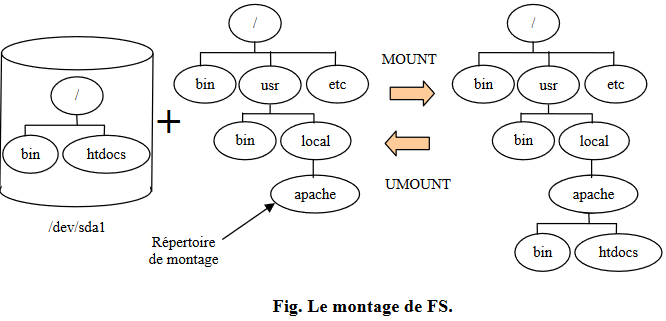 /
bin
htdocs
/dev/sda1
+
/
bin
usr
etc
bin
local
apache
Répertoire
de montage
MOUNT
UMOUNT
/
bin
usr
etc
bin
local
apache
bin
htdocs
Fig. Le montage de FS.